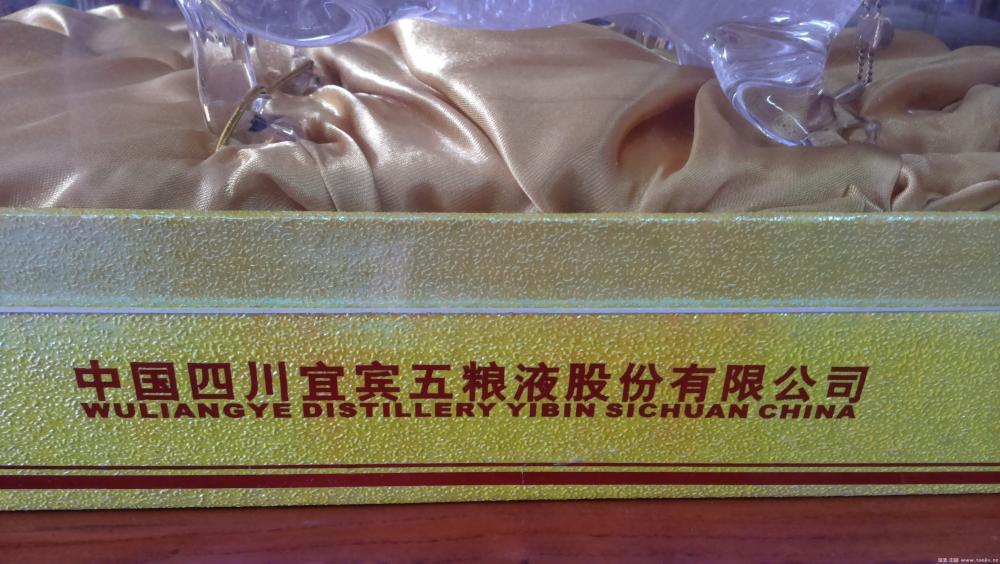 中国四川宜宾五粮液股份有限公司
WULIANGYE DISTILLERY YIBIN SICHUAN CHINA